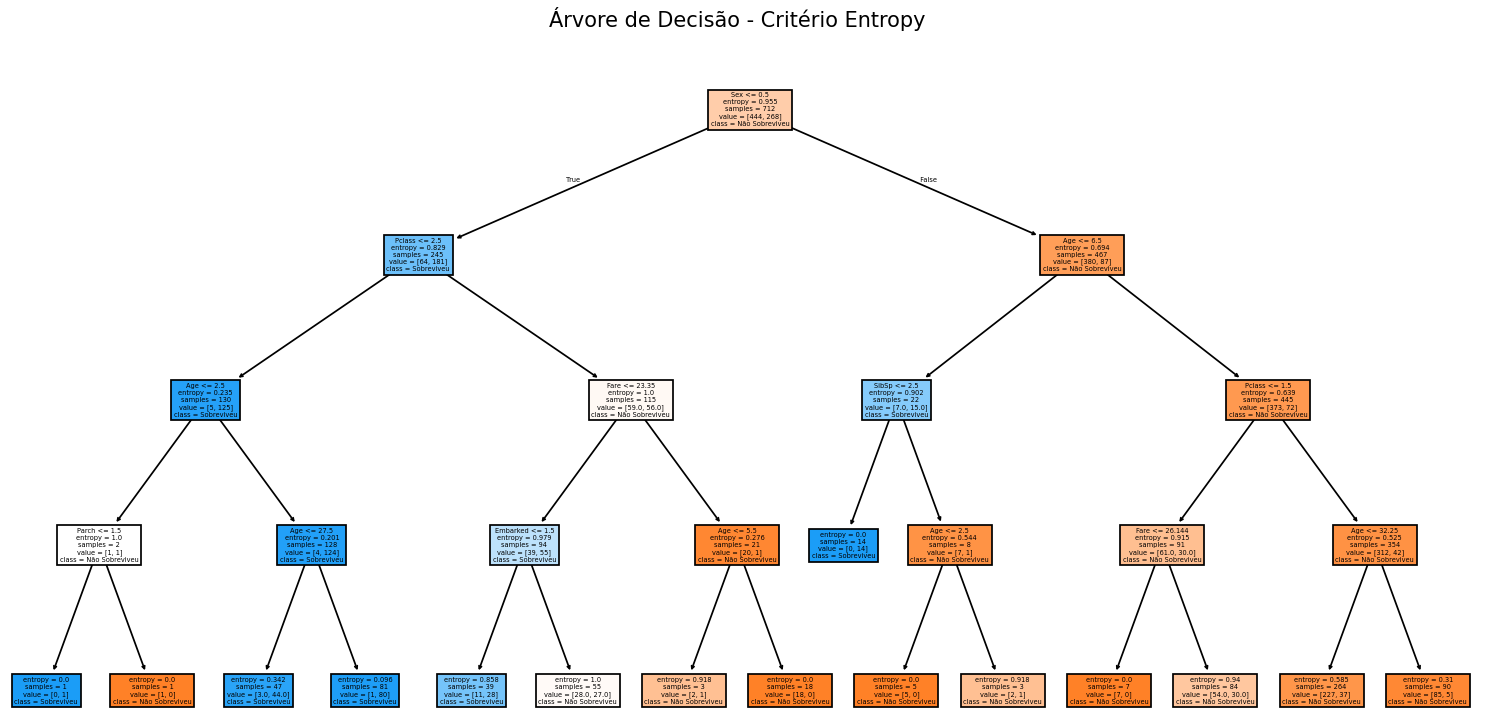 Árvore de Decisão - Critério Entropy
Sex <= 0.5
entropy = 0.955
samples = 712
value = [444, 268]
class = Não Sobreviveu
True
False
Pclass <= 2.5
entropy = 0.829
samples = 245
value = [64, 181]
class = Sobreviveu
Age <= 6.5
entropy = 0.694
samples = 467
value = [380, 87]
class = Não Sobreviveu
Age <= 2.5
entropy = 0.235
samples = 130
value = [5, 125]
class = Sobreviveu
Fare <= 23.35
entropy = 1.0
samples = 115
value = [59.0, 56.0]
class = Não Sobreviveu
SibSp <= 2.5
entropy = 0.902
samples = 22
value = [7.0, 15.0]
class = Sobreviveu
Pclass <= 1.5
entropy = 0.639
samples = 445
value = [373, 72]
class = Não Sobreviveu
Parch <= 1.5
entropy = 1.0
samples = 2
value = [1, 1]
class = Não Sobreviveu
Age <= 27.5
entropy = 0.201
samples = 128
value = [4, 124]
class = Sobreviveu
Embarked <= 1.5
entropy = 0.979
samples = 94
value = [39, 55]
class = Sobreviveu
Age <= 5.5
entropy = 0.276
samples = 21
value = [20, 1]
class = Não Sobreviveu
entropy = 0.0
samples = 14
value = [0, 14]
class = Sobreviveu
Age <= 2.5
entropy = 0.544
samples = 8
value = [7, 1]
class = Não Sobreviveu
Fare <= 26.144
entropy = 0.915
samples = 91
value = [61.0, 30.0]
class = Não Sobreviveu
Age <= 32.25
entropy = 0.525
samples = 354
value = [312, 42]
class = Não Sobreviveu
entropy = 0.0
samples = 1
value = [0, 1]
class = Sobreviveu
entropy = 0.0
samples = 1
value = [1, 0]
class = Não Sobreviveu
entropy = 0.342
samples = 47
value = [3.0, 44.0]
class = Sobreviveu
entropy = 0.096
samples = 81
value = [1, 80]
class = Sobreviveu
entropy = 0.858
samples = 39
value = [11, 28]
class = Sobreviveu
entropy = 1.0
samples = 55
value = [28.0, 27.0]
class = Não Sobreviveu
entropy = 0.918
samples = 3
value = [2, 1]
class = Não Sobreviveu
entropy = 0.0
samples = 18
value = [18, 0]
class = Não Sobreviveu
entropy = 0.0
samples = 5
value = [5, 0]
class = Não Sobreviveu
entropy = 0.918
samples = 3
value = [2, 1]
class = Não Sobreviveu
entropy = 0.0
samples = 7
value = [7, 0]
class = Não Sobreviveu
entropy = 0.94
samples = 84
value = [54.0, 30.0]
class = Não Sobreviveu
entropy = 0.585
samples = 264
value = [227, 37]
class = Não Sobreviveu
entropy = 0.31
samples = 90
value = [85, 5]
class = Não Sobreviveu